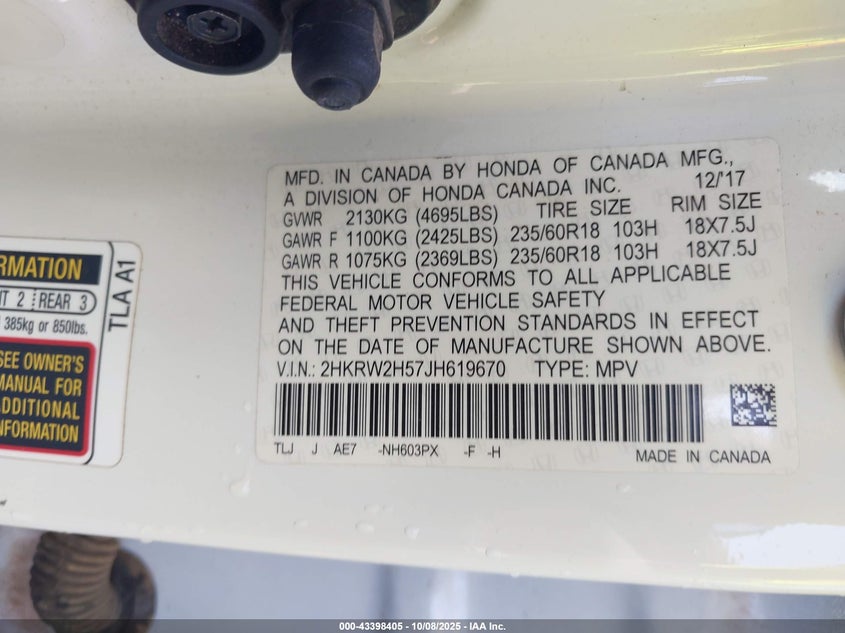 MFD. IN CANADA BY HONDA OF CANADA MFG.,
A DIVISION OF HONDA CANADA INC. 12/'17
GVWR 2130KG (4695LBS) TIRE SIZE RIM SIZE
GAWR F 1100KG (2425LBS) 235/60R18 103H 18X7.5J
GAWR R 1075KG (2369LBS) 235/60R18 103H 18X7.5J
THIS VEHICLE CONFORMS TO ALL APPLICABLE
FEDERAL MOTOR VEHICLE SAFETY
AND THEFT PREVENTION STANDARDS IN EFFECT
ON THE DATE OF MANUFACTURE SHOWN ABOVE.
V.I.N.: 2HKRW2H57JH619670 TYPE: MPV
TLJ J AE7 -NH603PX -F -H
MADE IN CANADA
RMATION
T 2 REAR 3
385kg or 850lbs.
SEE OWNER'S
MANUAL FOR
ADDITIONAL
NFORMATION
TLA A1
000-43398405 - 10/08/2025 - IAA Inc.